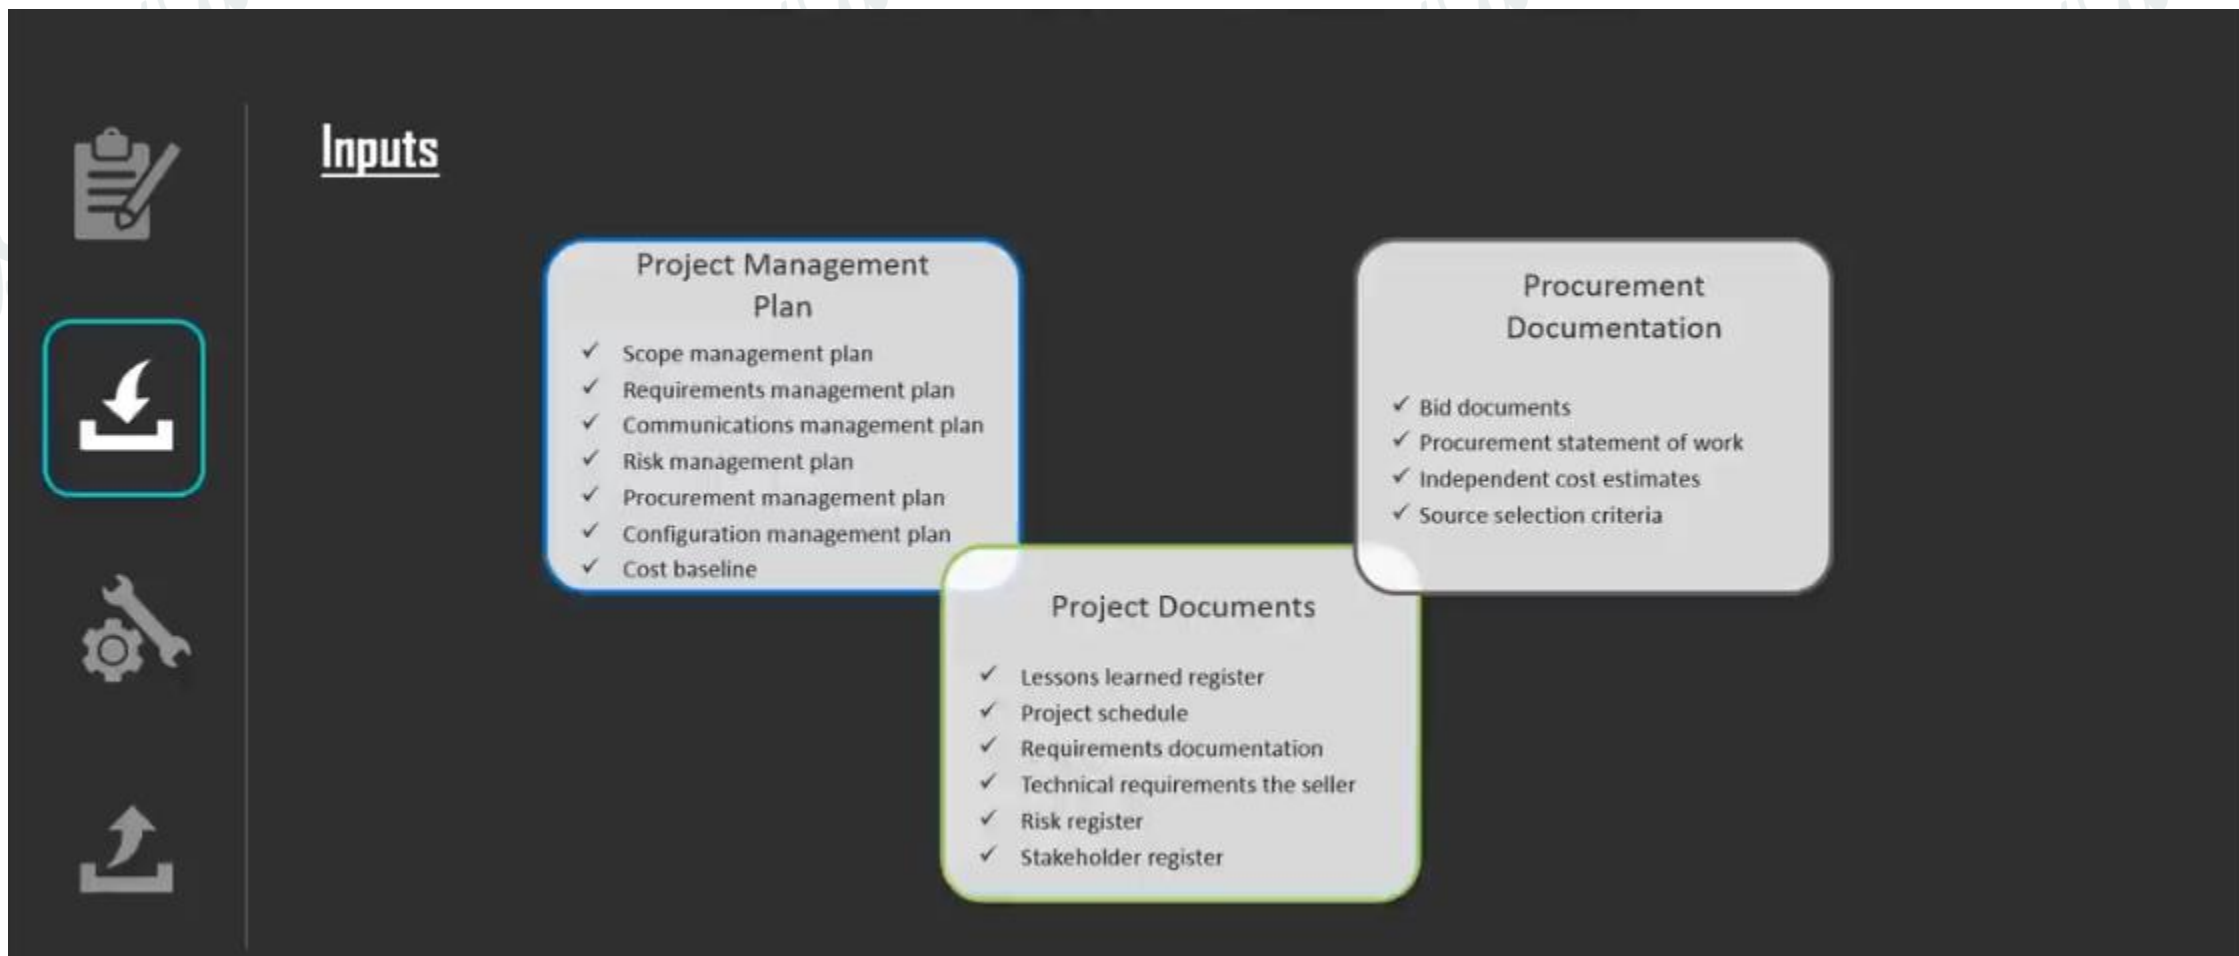 Inputs
Project Management
Plan
✓ Scope management plan
✓ Requirements management plan
✓ Communications management plan
✓ Risk management plan
✓ Procurement management plan
✓ Configuration management plan
✓ Cost baseline
Procurement
Documentation
✓ Bid documents
✓ Procurement statement of work
✓ Independent cost estimates
✓ Source selection criteria
Project Documents
✓ Lessons learned register
✓ Project schedule
✓ Requirements documentation
✓ Technical requirements the seller
✓ Risk register
✓ Stakeholder register